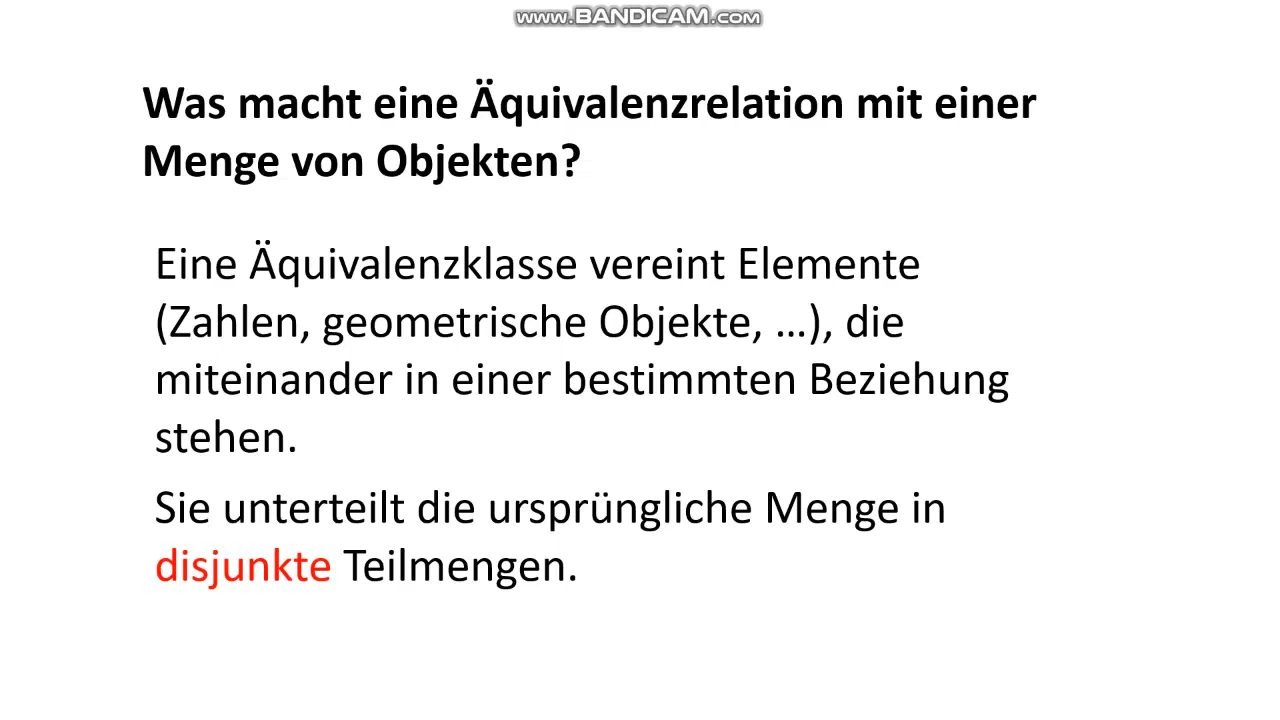 www.BANDICAM.com
Was macht eine Äquivalenzrelation mit einer
Menge von Objekten?
Eine Äquivalenzklasse vereint Elemente
(Zahlen, geometrische Objekte, …), die
miteinander in einer bestimmten Beziehung
stehen.
Sie unterteilt die ursprüngliche Menge in
disjunkte Teilmengen.